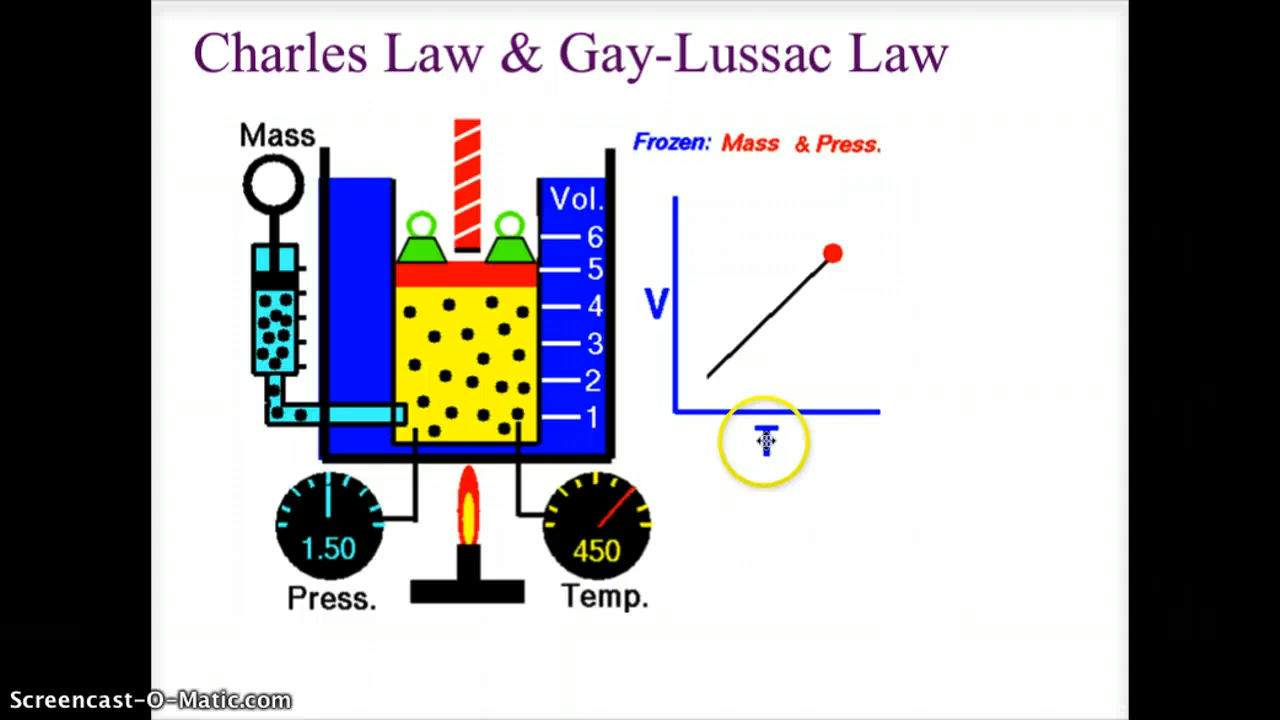 Charles Law & Gay-Lussac Law
Mass
Frozen: Mass & Press.
Vol.
6
5
4
3
2
1
V
T
1.50
450
Press.
Temp.
Screencast-O-Matic.com